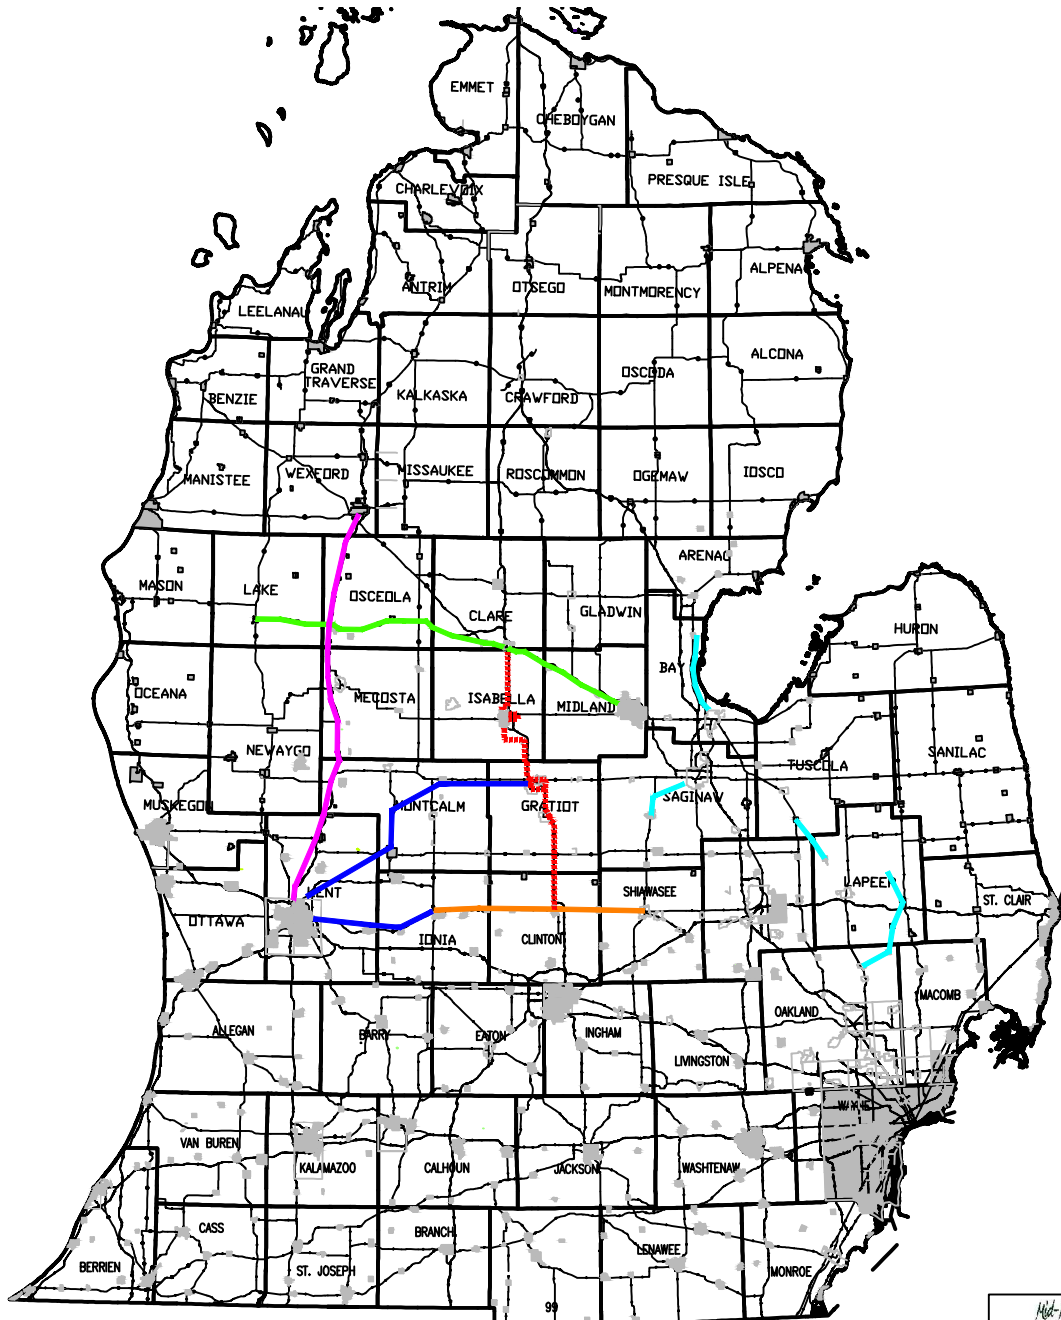 EMMET
CHEBOYGAN
PRESQUE ISLE
CHARLEVOIX
ALPENA
ANTRIM
OTSEGO
MONTMORENCY
LEELANAU
ALCONA
GRAND
TRAVERSE
OSCODA
BENZIE
KALKASKA
CRAWFORD
MANISTEE
WEXFORD
MISSAUKEE
ROSCOMMON
OGEMAW
IOSCO
ARENAC
MASON
LAKE
OSCEOLA
CLARE
GLADWIN
HURON
BAY
OCEANA
MECOSTA
ISABELLA
MIDLAND
NEWAYGO
TUSCOLA
SANILAC
MUSKEGON
MONTCALM
GRATIOT
SAGINAW
KENT
SHIAWASEE
LAPEER
ST. CLAIR
OTTAWA
IONIA
CLINTON
MACOMB
OAKLAND
ALLEGAN
BARRY
EATON
INGHAM
LIVINGSTON
WAYNE
VAN BUREN
KALAMAZOO
CALHOUN
JACKSON
WASHTENAW
CASS
BRANCH
LENAWEE
BERRIEN
ST. JOSEPH
MONROE
99
Mid-